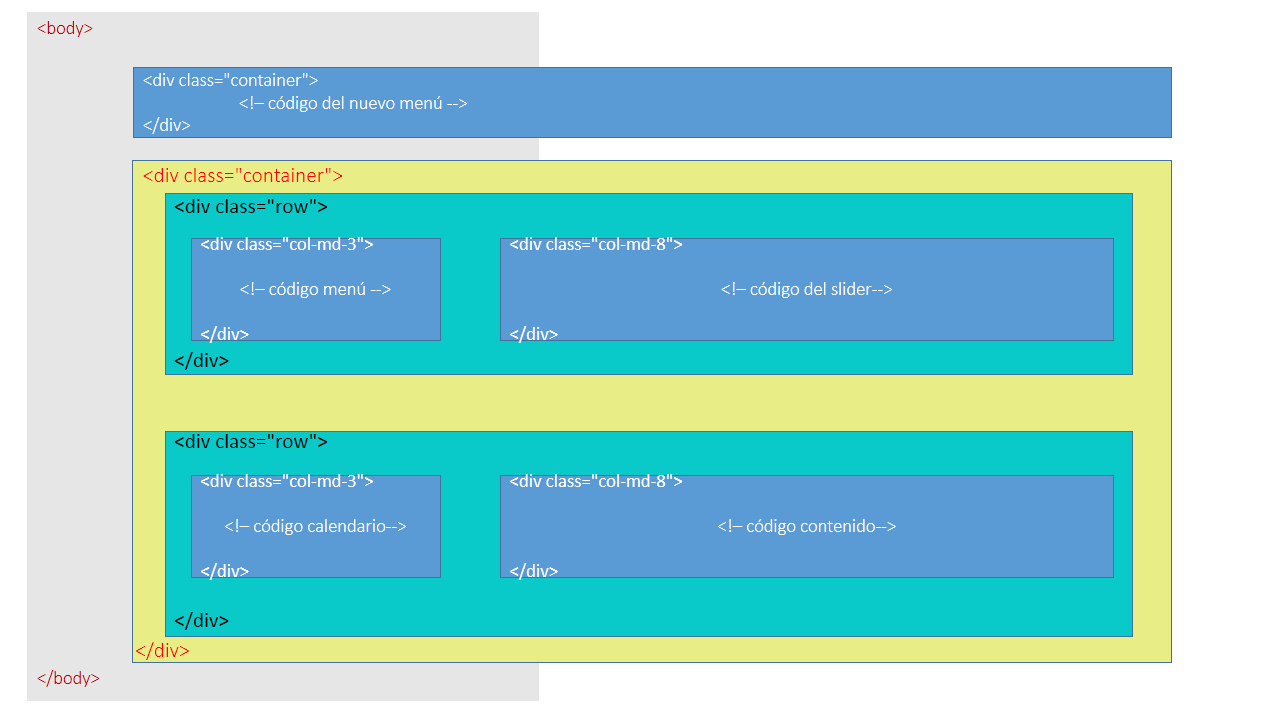 <body>
<div class="container">
<!– código del nuevo menú -->
</div>
<div class="container">
<div class="row">
<div class="col-md-3"> <div class="col-md-8">
<!– código menú --> <!– código del slider-->
</div> </div>
</div>
<div class="row">
<div class="col-md-3"> <div class="col-md-8">
<!– código calendario--> <!– código contenido-->
</div> </div>
</div>
</div>
</body>